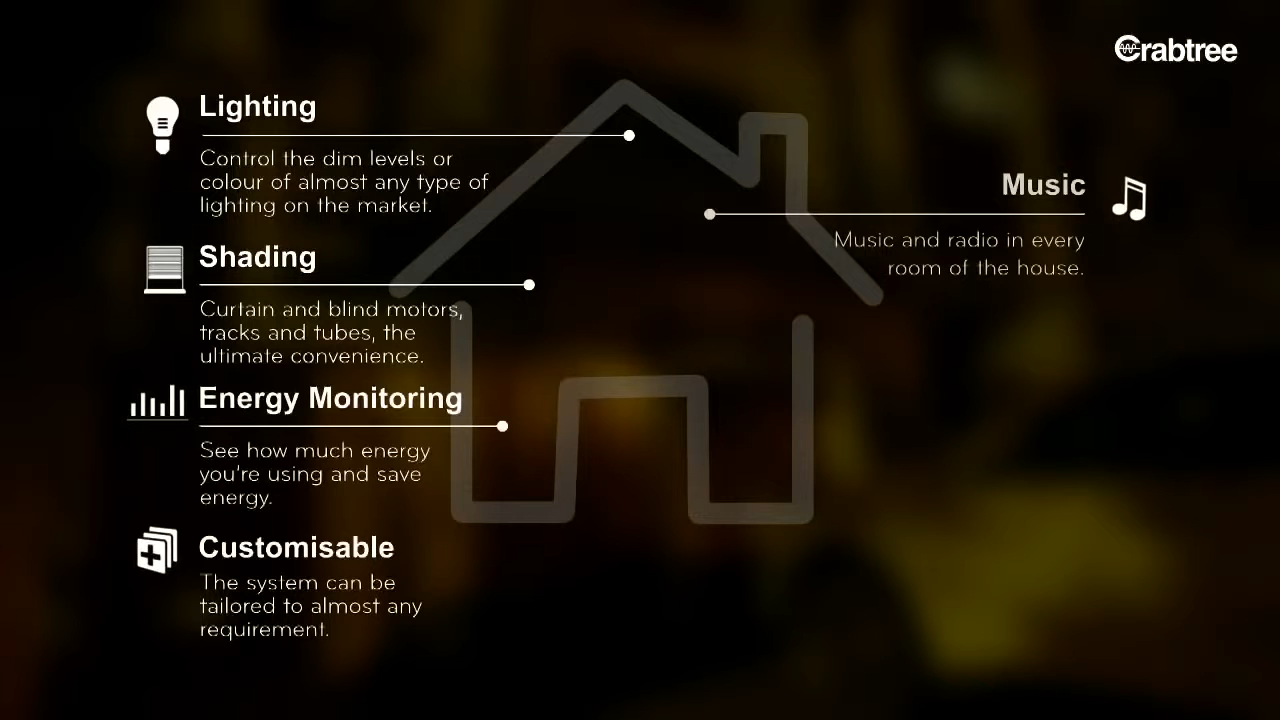 Crabtree
Lighting
Control the dim levels or
colour of almost any type of
lighting on the market.
Shading
Curtain and blind motors,
tracks and tubes, the
ultimate convenience.
Energy Monitoring
See how much energy
you're using and save
energy.
Customisable
The system can be
tailored to almost any
requirement.
Music
Music and radio in every
room of the house.